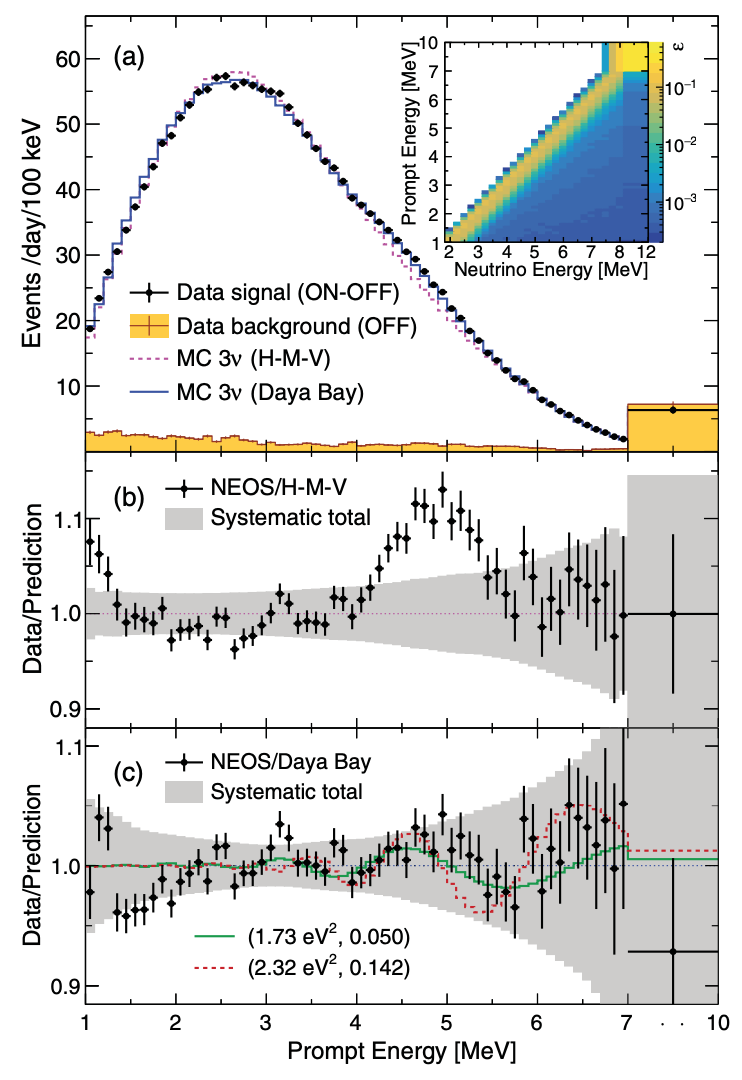 (a)
Events /day/100 keV
60
50
40
30
20
10
Data signal (ON-OFF)
Data background (OFF)
MC 3ν (H-M-V)
MC 3ν (Daya Bay)
Prompt Energy [MeV]
10
7
6
5
4
3
2
1
2 3 4 5 6 7 8 12
Neutrino Energy [MeV]
ε
10⁻¹
10⁻²
10⁻³
(b)
NEOS/H-M-V
Systematic total
Data/Prediction
1.1
1.0
0.9
(c)
NEOS/Daya Bay
Systematic total
Data/Prediction
1.1
1.0
0.9
(1.73 eV², 0.050)
(2.32 eV², 0.142)
1 2 3 4 5 6 7 · · 10
Prompt Energy [MeV]